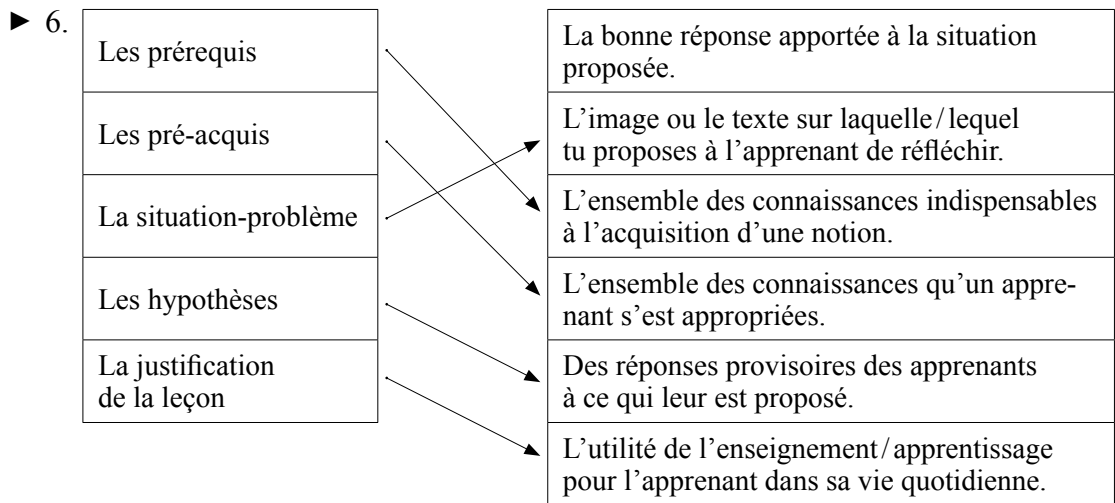 ► 6.
Les prérequis
Les pré-acquis
La situation-problème
Les hypothèses
La justification
de la leçon
La bonne réponse apportée à la situation
proposée.
L’image ou le texte sur laquelle / lequel
tu proposes à l’apprenant de réfléchir.
L’ensemble des connaissances indispensables
à l’acquisition d’une notion.
L’ensemble des connaissances qu’un appre-
nant s’est appropriées.
Des réponses provisoires des apprenants
à ce qui leur est proposé.
L’utilité de l’enseignement / apprentissage
pour l’apprenant dans sa vie quotidienne.